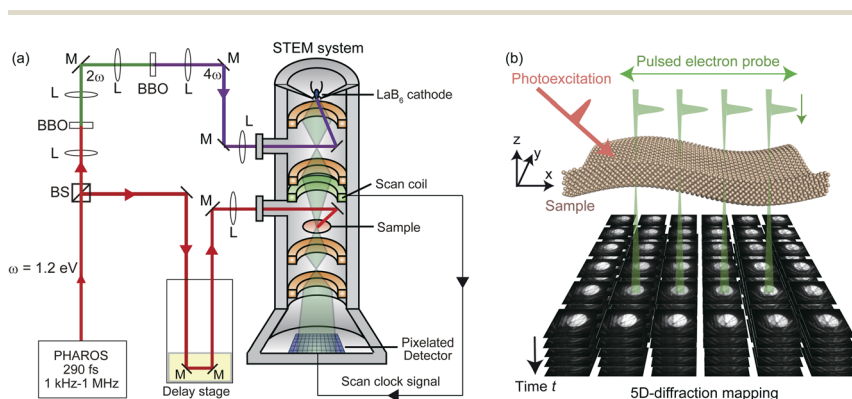 (a)
M
2ω
L
BBO
L
4ω
M
L
BBO
L
BS
ω = 1.2 eV
PHAROS
290 fs
1 kHz-1 MHz
M
L
M
L
M
M
Delay stage
STEM system
LaB6 cathode
Scan coil
Sample
Pixelated
Detector
Scan clock signal
(b)
Pulsed electron probe
Photoexcitation
z
y
x
Sample
Time t
5D-diffraction mapping